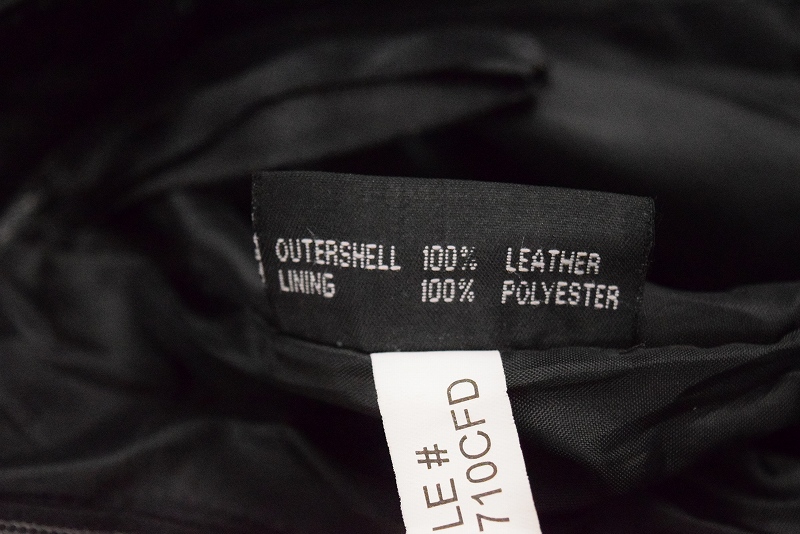 OUTERSHELL 100% LEATHER
LINING 100% POLYESTER
LE #
710CFD